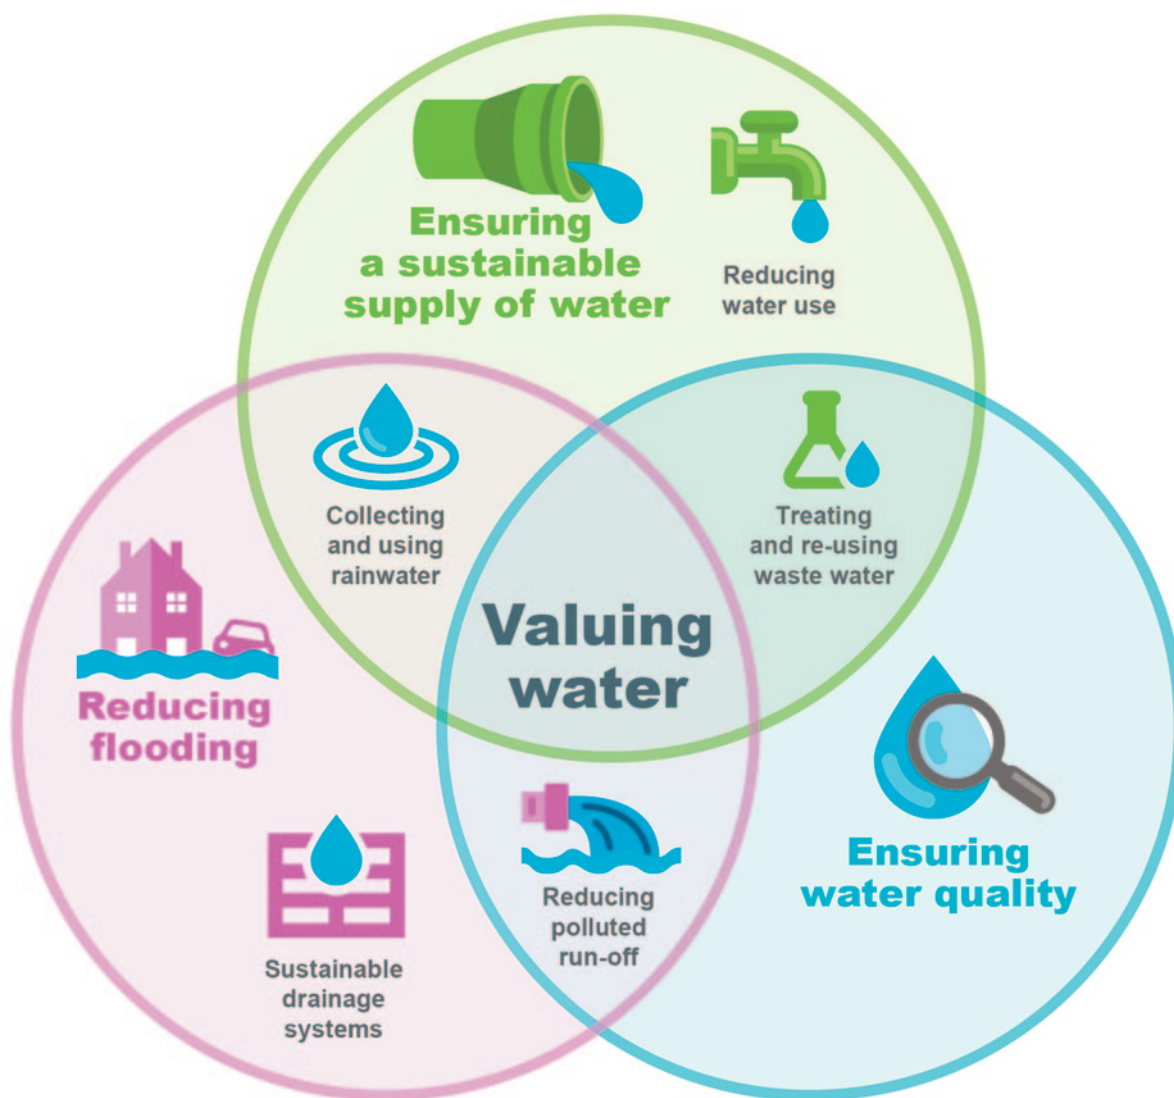 Ensuring
a sustainable
supply of water
Reducing
water use
Collecting
and using
rainwater
Treating
and re-using
waste water
Valuing
water
Reducing
flooding
Sustainable
drainage
systems
Reducing
polluted
run-off
Ensuring
water quality